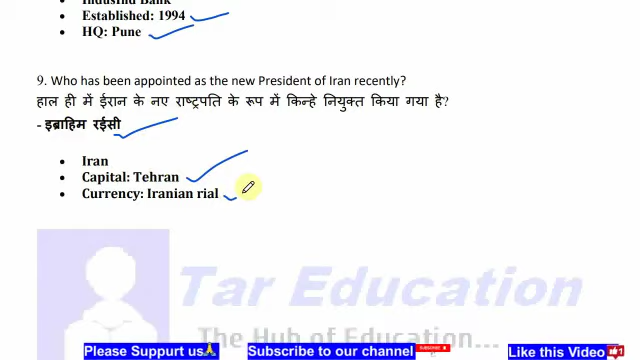 IndusInd Bank
Established: 1994
HQ: Pune
9. Who has been appointed as the new President of Iran recently?
हाल ही में ईरान के नए राष्ट्रपति के रूप में किन्हे नियुक्त किया गया है?
- इब्राहिम रईसी
Iran
Capital: Tehran
Currency: Iranian rial
Tar Education
The Hub of Education...
Please Suppurt us
Subscribe to our channel
Like this Video